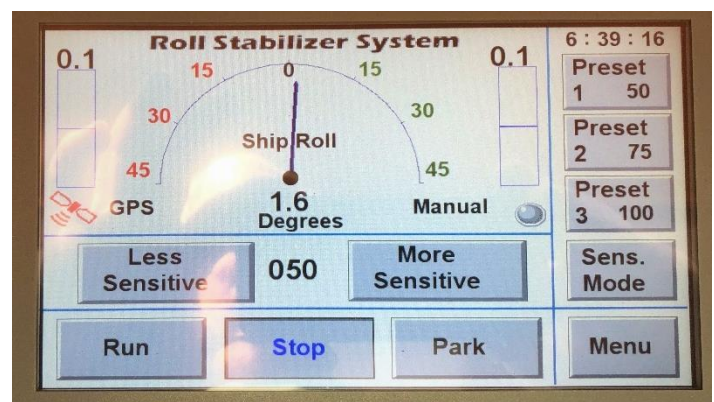 Roll Stabilizer System
6 : 39 : 16
0.1
0.1
15
0
15
30
30
45
45
Ship Roll
GPS
1.6
Degrees
Manual
Less
Sensitive
050
More
Sensitive
Preset
1 50
Preset
2 75
Preset
3 100
Sens.
Mode
Run
Stop
Park
Menu